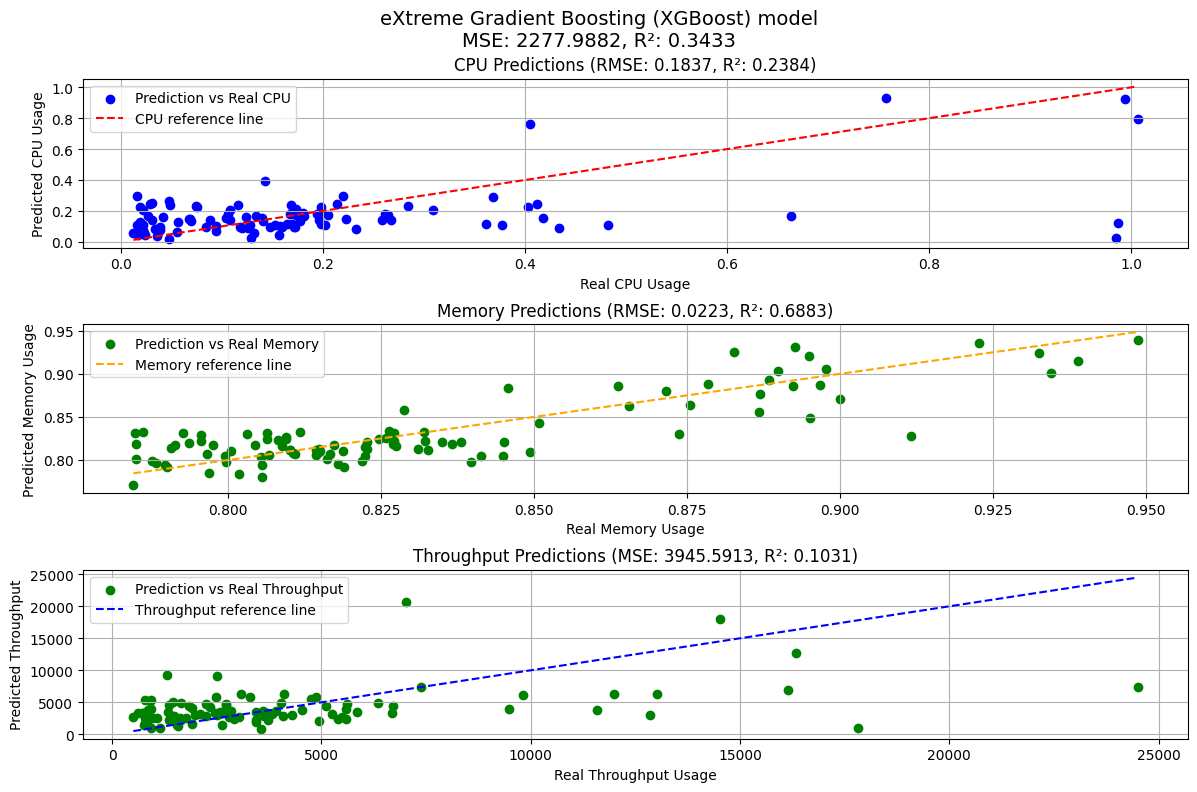 eXtreme Gradient Boosting (XGBoost) model
MSE: 2277.9882, R²: 0.3433
CPU Predictions (RMSE: 0.1837, R²: 0.2384)
Predicted CPU Usage
1.0
0.8
0.6
0.4
0.2
0.0
Prediction vs Real CPU
CPU reference line
0.0 0.2 0.4 0.6 0.8 1.0
Real CPU Usage
Memory Predictions (RMSE: 0.0223, R²: 0.6883)
Predicted Memory Usage
0.95
0.90
0.85
0.80
Prediction vs Real Memory
Memory reference line
0.800 0.825 0.850 0.875 0.900 0.925 0.950
Real Memory Usage
Throughput Predictions (MSE: 3945.5913, R²: 0.1031)
Predicted Throughput
25000
20000
15000
10000
5000
0
Prediction vs Real Throughput
Throughput reference line
0 5000 10000 15000 20000 25000
Real Throughput Usage